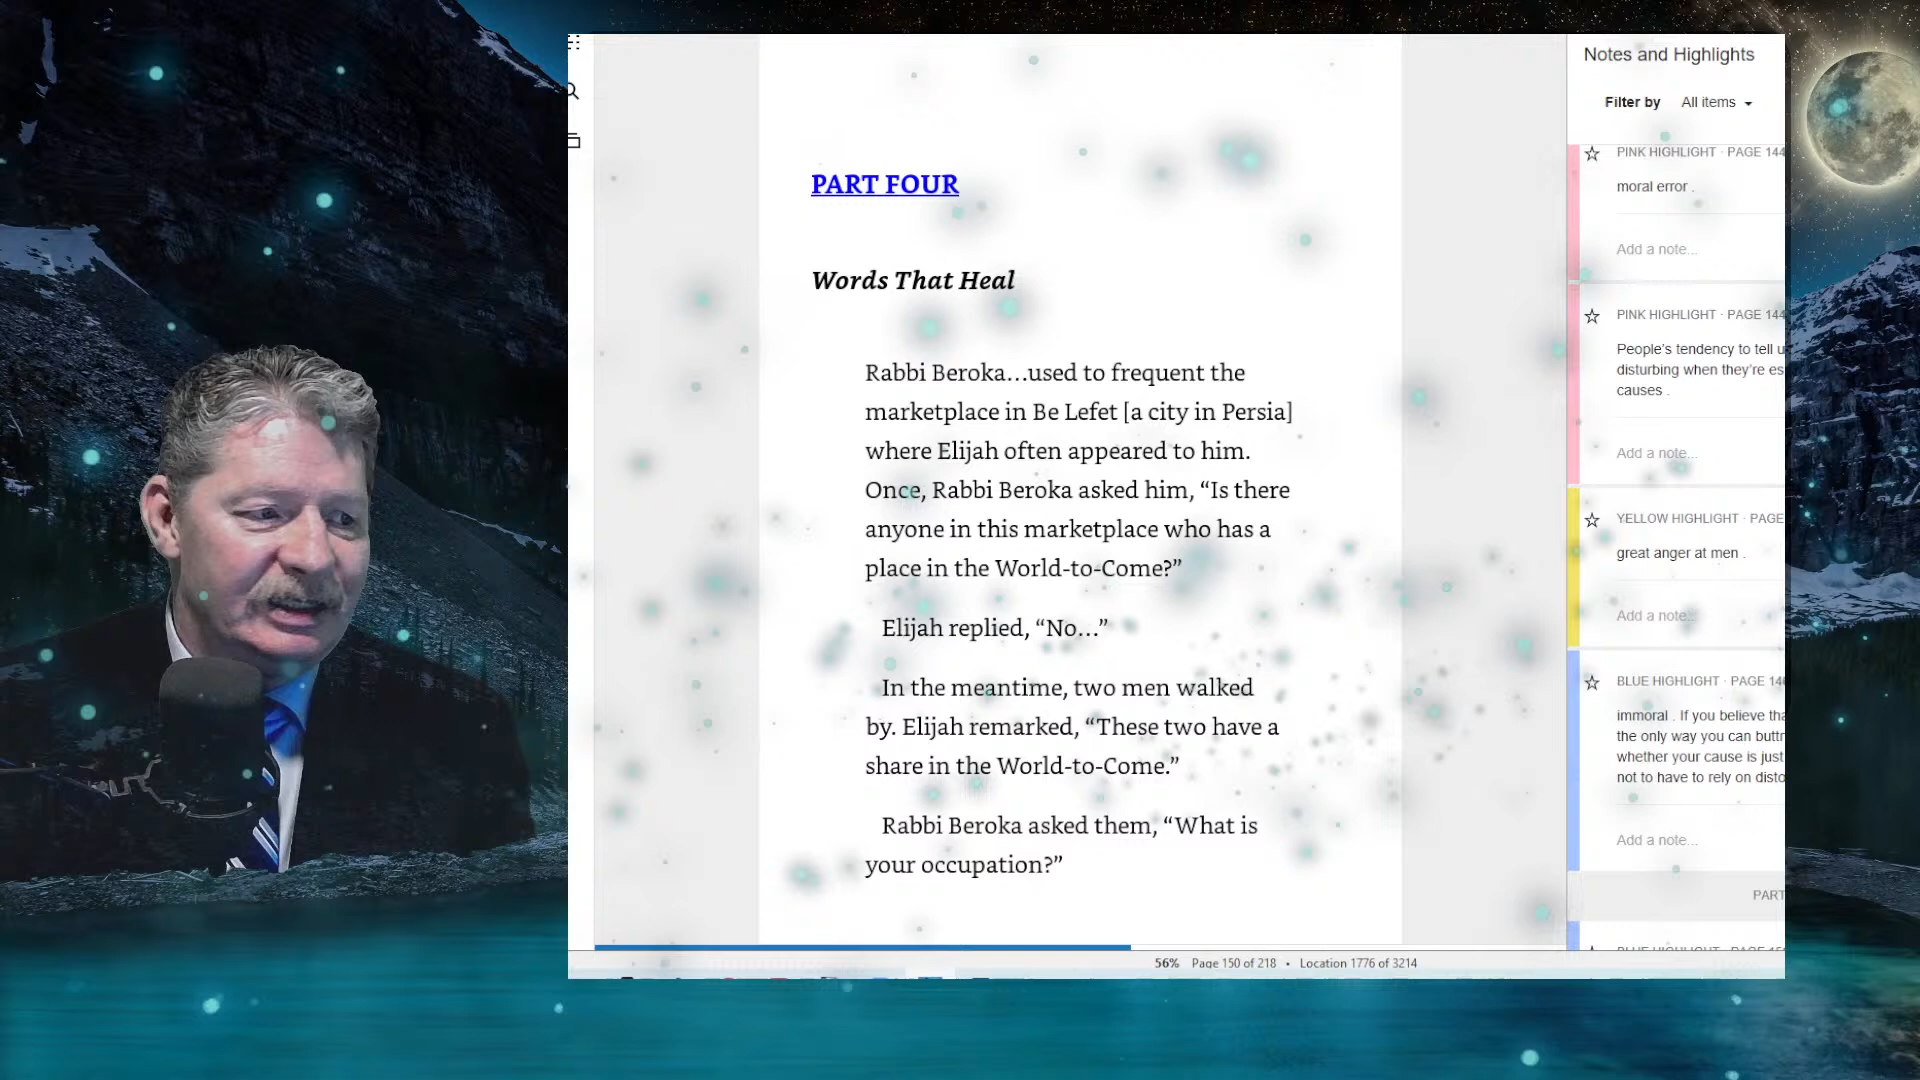 Notes and Highlights
Filter by All items
PART FOUR
Words That Heal
Rabbi Beroka…used to frequent the
marketplace in Be Lefet [a city in Persia]
where Elijah often appeared to him.
Once, Rabbi Beroka asked him, “Is there
anyone in this marketplace who has a
place in the World-to-Come?”
Elijah replied, “No…”
In the meantime, two men walked
by. Elijah remarked, “These two have a
share in the World-to-Come.”
Rabbi Beroka asked them, “What is
your occupation?”
PINK HIGHLIGHT · PAGE 144
moral error .
Add a note...
PINK HIGHLIGHT · PAGE 144
People’s tendency to tell
disturbing when they’re
causes .
Add a note...
YELLOW HIGHLIGHT · PAGE
great anger at men .
Add a note...
BLUE HIGHLIGHT · PAGE
immoral . If you believe
the only way you can
whether your cause is just
not to have to rely on
Add a note...
PART
BLUE HIGHLIGHT · PAGE
56% Page 150 of 218 • Location 1776 of 3214